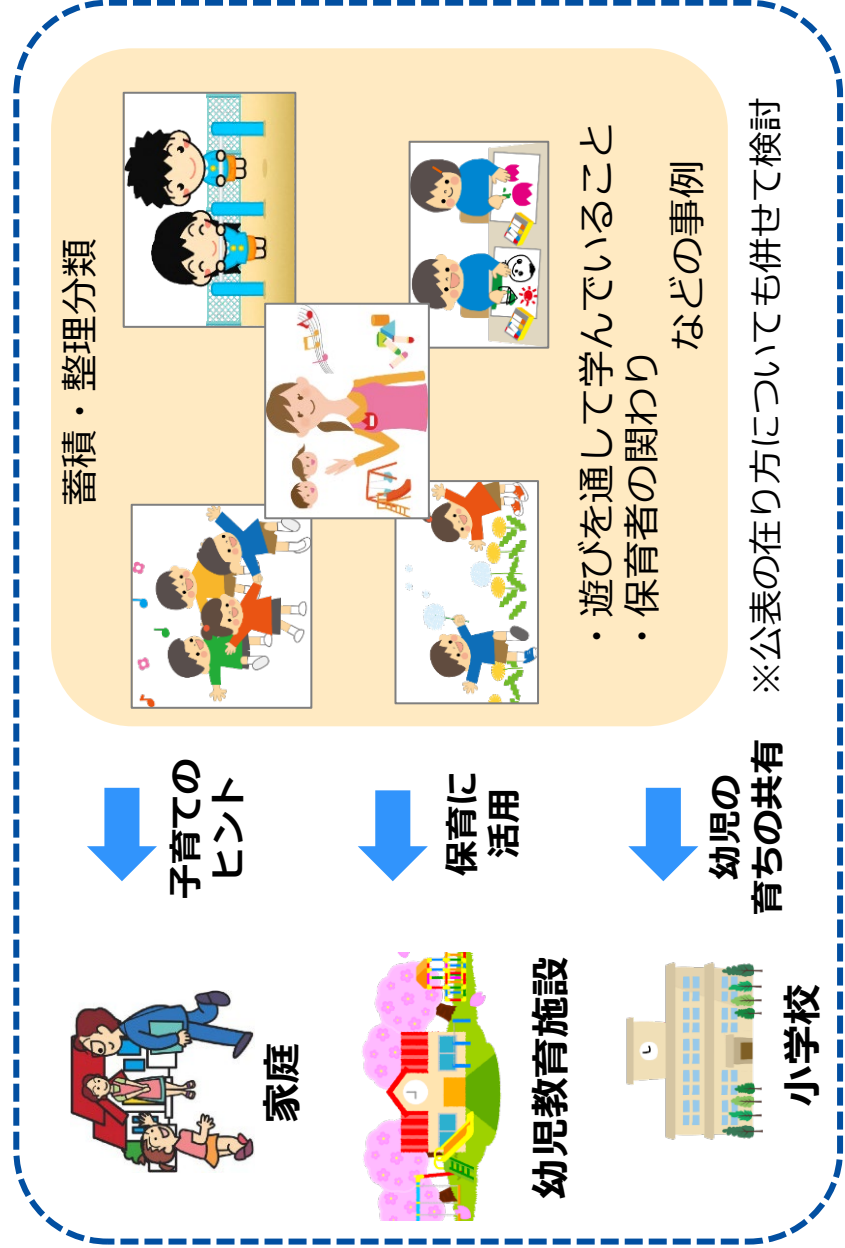 蓄積・整理分類
・遊びを通して学んでいること
・保育者の関わり
などの事例
※公表の在り方についても併せて検討
子育ての
ヒント
保育に
活用
幼児の
育ちの共有
家庭
幼児教育施設
小学校